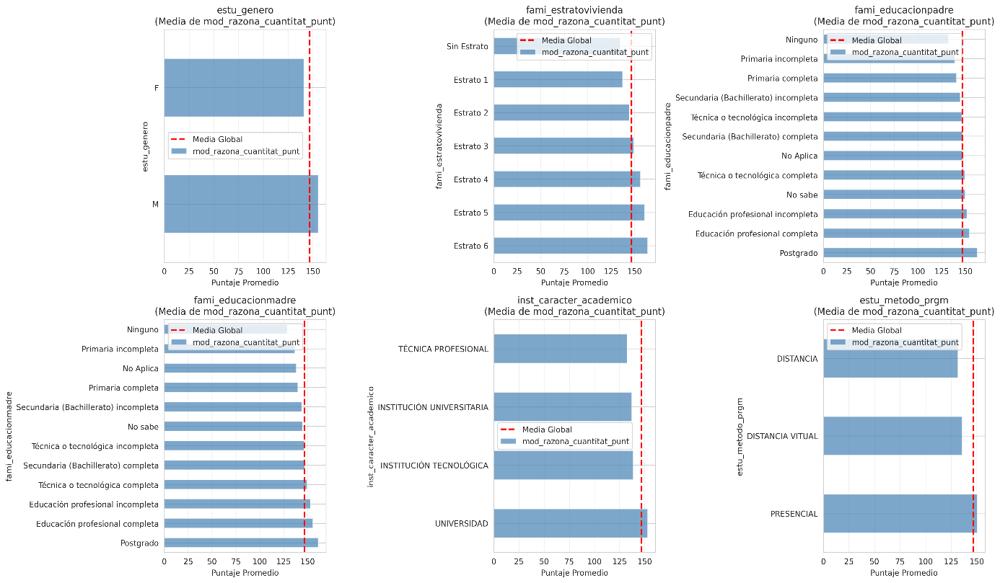 estu_genero
(Media de mod_razona_cuantitat_punt)
estu_genero
F
M
Media Global
mod_razona_cuantitat_punt
0 25 50 75 100 125 150
Puntaje Promedio
fami_estratovivienda
(Media de mod_razona_cuantitat_punt)
fami_estratovivienda
Media Global
mod_razona_cuantitat_punt
Sin Estrato
Estrato 1
Estrato 2
Estrato 3
Estrato 4
Estrato 5
Estrato 6
0 25 50 75 100 125 150
Puntaje Promedio
fami_educacionpadre
(Media de mod_razona_cuantitat_punt)
fami_educacionpadre
Media Global
mod_razona_cuantitat_punt
Ninguno
Primaria incompleta
Primaria completa
Secundaria (Bachillerato) incompleta
Técnica o tecnológica incompleta
Secundaria (Bachillerato) completa
No Aplica
Técnica o tecnológica completa
No sabe
Educación profesional incompleta
Educación profesional completa
Postgrado
0 25 50 75 100 125 150
Puntaje Promedio
fami_educacionmadre
(Media de mod_razona_cuantitat_punt)
fami_educacionmadre
Media Global
mod_razona_cuantitat_punt
Ninguno
Primaria incompleta
No Aplica
Primaria completa
Secundaria (Bachillerato) incompleta
No sabe
Técnica o tecnológica incompleta
Secundaria (Bachillerato) completa
Técnica o tecnológica completa
Educación profesional incompleta
Educación profesional completa
Postgrado
0 25 50 75 100 125 150
Puntaje Promedio
inst_caracter_academico
(Media de mod_razona_cuantitat_punt)
inst_caracter_academico
TÉCNICA PROFESIONAL
INSTITUCIÓN UNIVERSITARIA
Media Global
mod_razona_cuantitat_punt
INSTITUCIÓN TECNOLÓGICA
UNIVERSIDAD
0 25 50 75 100 125 150
Puntaje Promedio
estu_metodo_prgm
(Media de mod_razona_cuantitat_punt)
estu_metodo_prgm
Media Global
mod_razona_cuantitat_punt
DISTANCIA
DISTANCIA VITUAL
PRESENCIAL
0 25 50 75 100 125 150
Puntaje Promedio